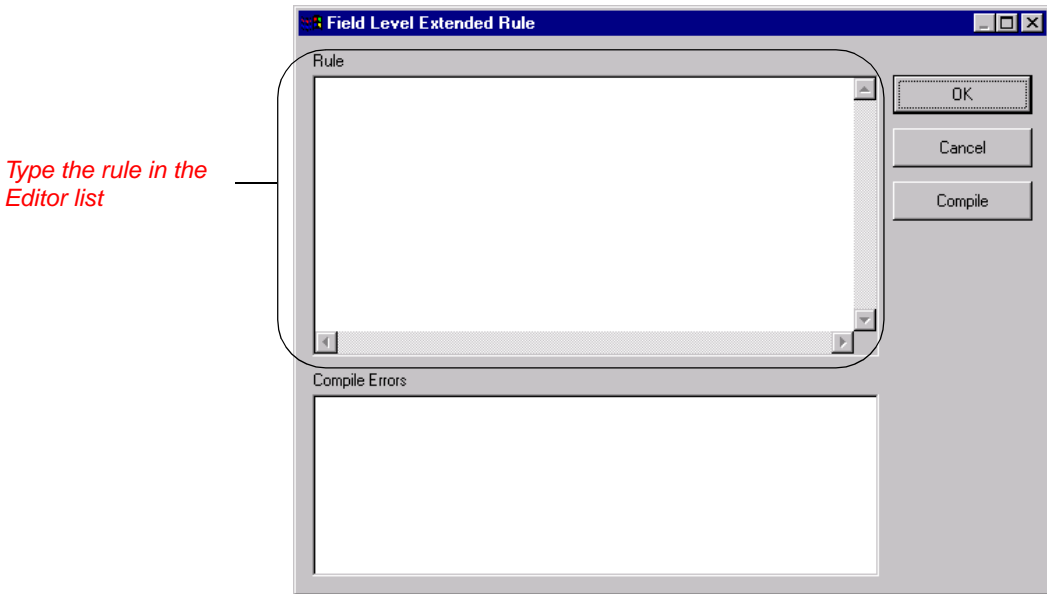 Field Level Extended Rule
Rule
OK
Cancel
Type the rule in the
Editor list
Compile
Compile Errors